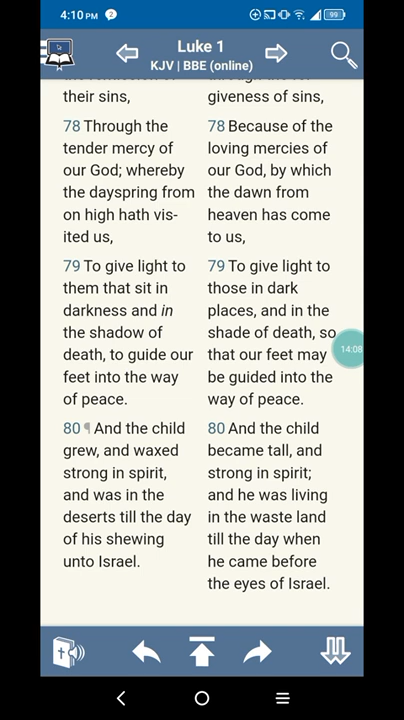 4:10 PM 2 99
Luke 1
KJV | BBE (online)
their sins,
78 Through the
tender mercy of
our God; whereby
the dayspring from
on high hath vis-
ited us,
79 To give light to
them that sit in
darkness and in
the shadow of
death, to guide our
feet into the way
of peace.
80 ¶ And the child
grew, and waxed
strong in spirit,
and was in the
deserts till the day
of his shewing
unto Israel.
giveness of sins,
78 Because of the
loving mercies of
our God, by which
the dawn from
heaven has come
to us,
79 To give light to
those in dark
places, and in the
shade of death, so
that our feet may
be guided into the
way of peace.
80 And the child
became tall, and
strong in spirit;
and he was living
in the waste land
till the day when
he came before
the eyes of Israel.
14:08